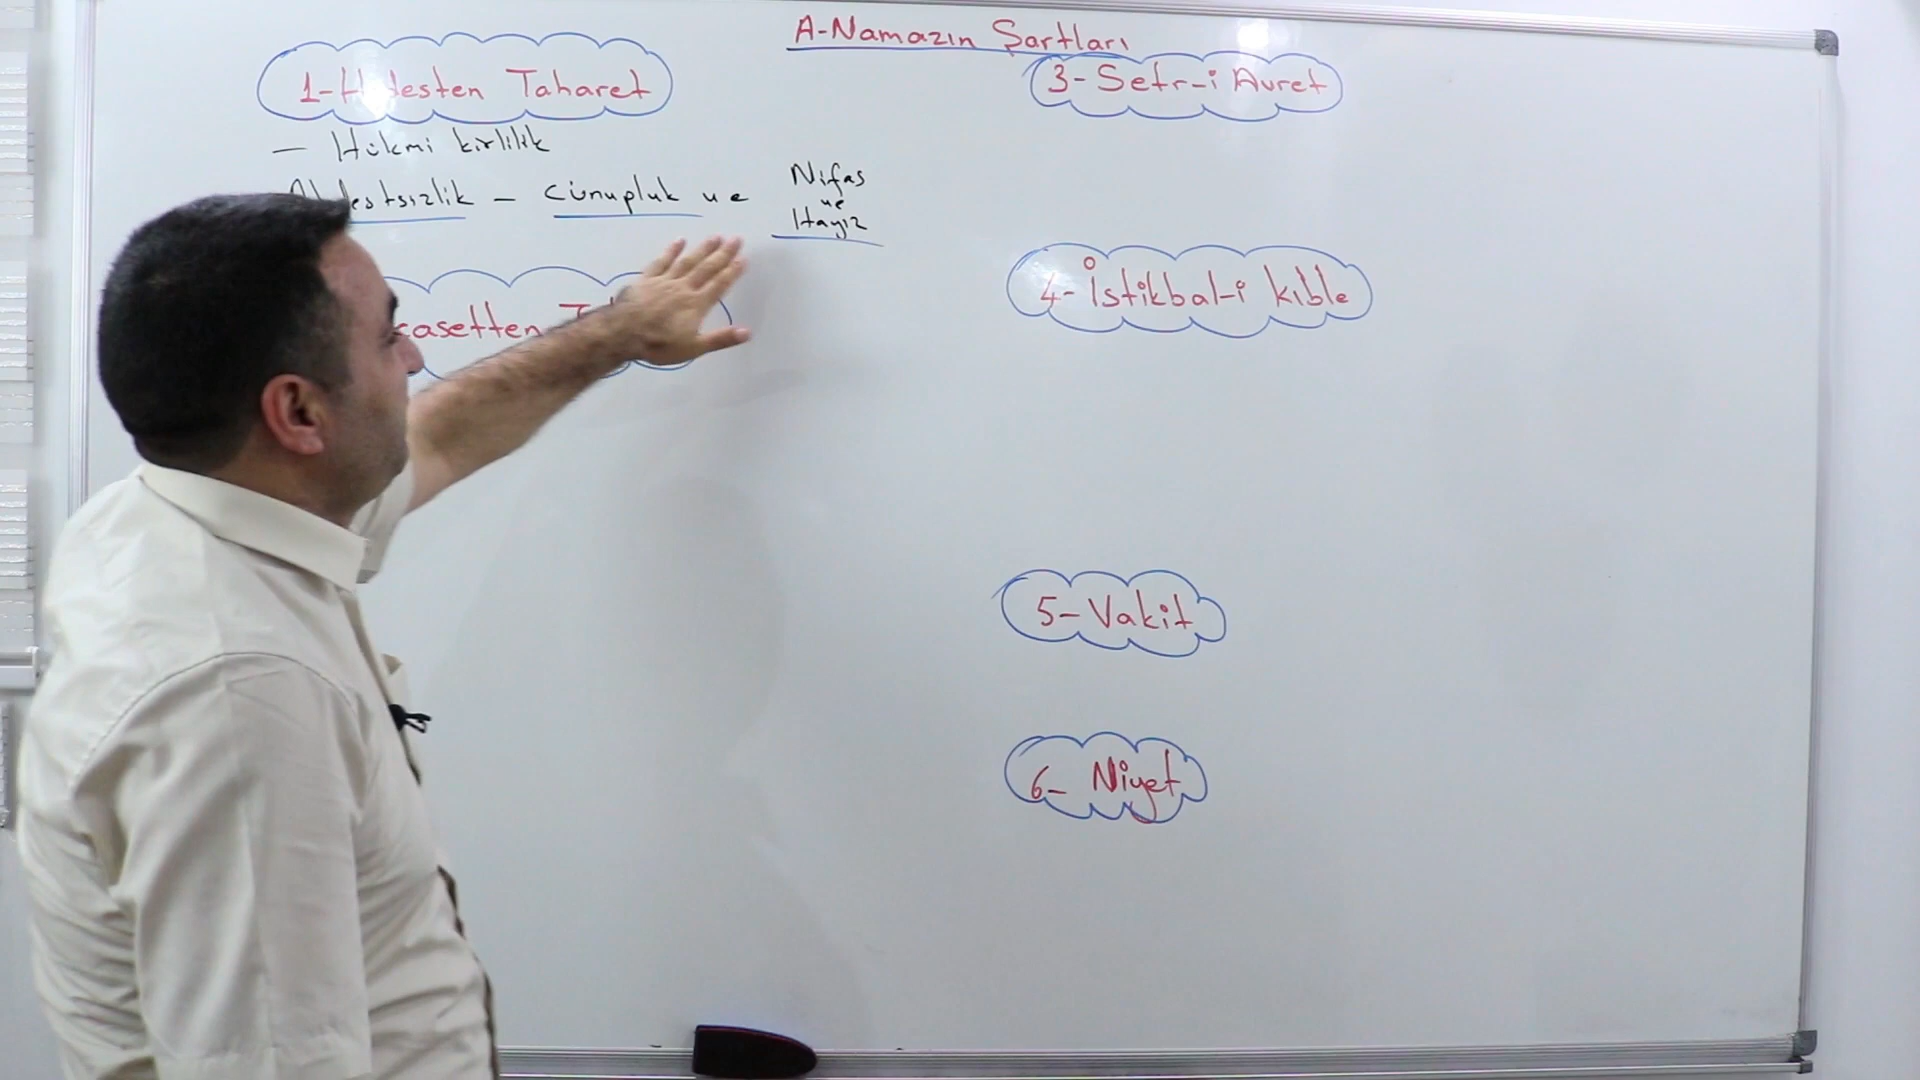 A-Namazın Şartları
1-Hadesten Taharet
- Hükmi kirlilik
Abdestsizlik - Cünupluk ve Nifas
ve
Hayız
casetten
3- Setr-i Avret
4- İstikbal-i kıble
5- Vakit
6- Niyet